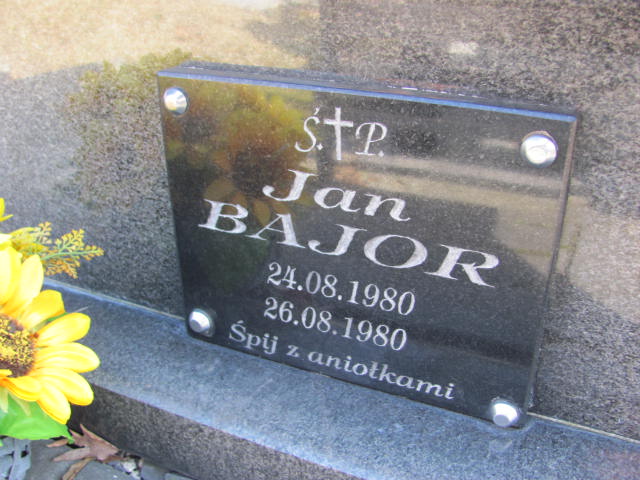 Ś.†P.
Jan
BAJOR
24.08.1980
26.08.1980
Śpij z aniołkami